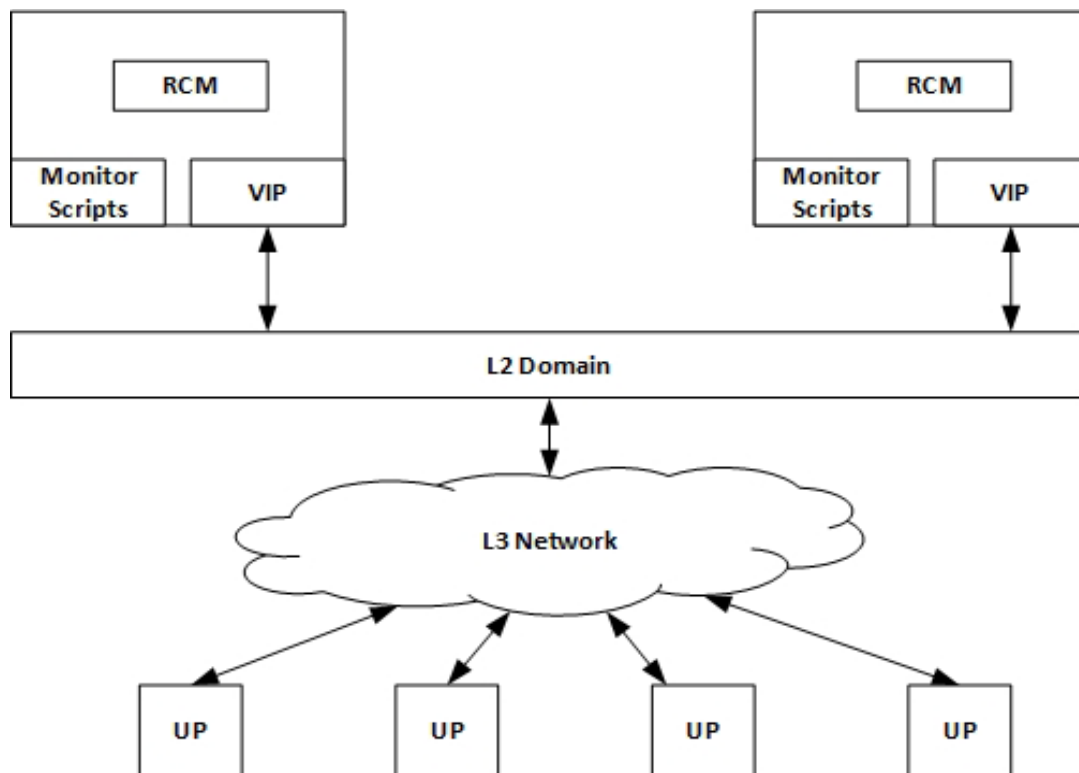 RCM
RCM
Monitor
Scripts
VIP
Monitor
Scripts
VIP
L2 Domain
L3 Network
UP
UP
UP
UP